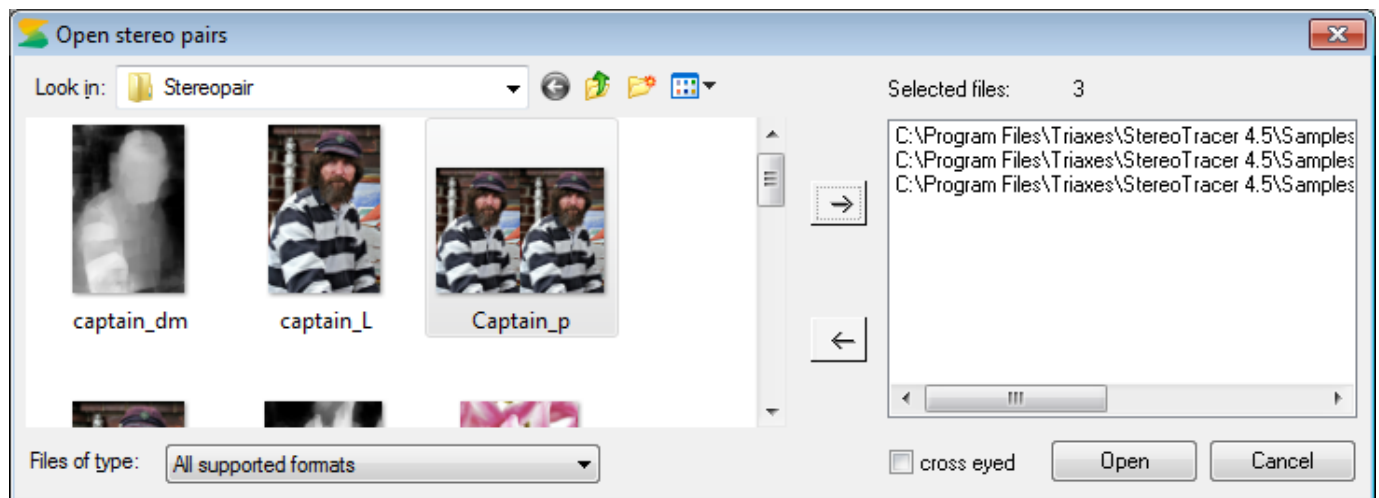 Open stereo pairs
Look in: Stereopair
Selected files: 3
captain_dm captain_L Captain_p
C:\Program Files\Triaxes\StereoTracer 4.5\Samples
C:\Program Files\Triaxes\StereoTracer 4.5\Samples
C:\Program Files\Triaxes\StereoTracer 4.5\Samples
Files of type: All supported formats
cross eyed Open Cancel